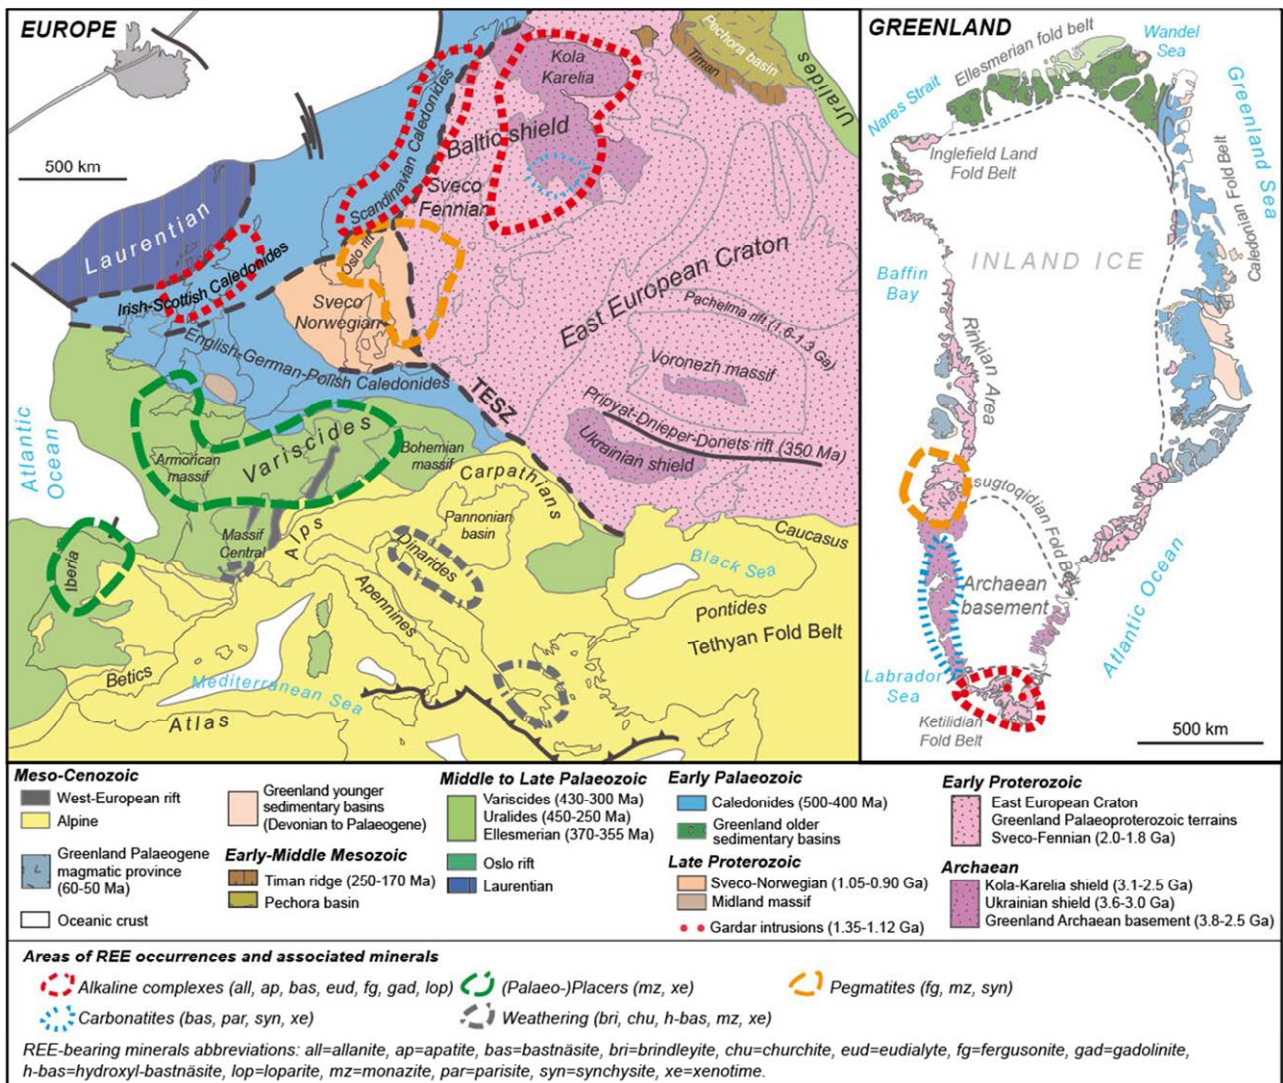 EUROPE
500 km
Laurentian
Irish-Scottish Caledonides
Scandinavian Caledonides
Kola
Karelia
Baltic shield
Sveco
Fennian
Timan
Pechora basin
Uralides
Oslo rift
Sveco
Norwegian
East European Craton
Pachelma rift (1.6-1.3 Ga)
Voronezh massif
Pripyat-Dnieper-Donets rift (350 Ma)
Ukrainian shield
English-German-Polish Caledonides
TESZ
Atlantic
Ocean
Armorican
massif
Variscides
Bohemian
massif
Carpathians
Massif
Central
Alps
Pannonian
basin
Dinarides
Iberia
Apennines
Caucasus
Black Sea
Pontides
Tethyan Fold Belt
Betics
Mediterranean Sea
Atlas
GREENLAND
Ellesmerian fold belt
Wandel
Sea
Nares Strait
Greenland Sea
Inglefield Land
Fold Belt
Caledonian Fold Belt
INLAND ICE
Baffin
Bay
Rinkian Area
Nagssugtoqidian Fold Belt
Archaean
basement
Atlantic Ocean
Labrador
Sea
Ketilidian
Fold Belt
500 km
Meso-Cenozoic
West-European rift
Alpine
Greenland Palaeogene
magmatic province
(60-50 Ma)
Oceanic crust
Greenland younger
sedimentary basins
(Devonian to Palaeogene)
Early-Middle Mesozoic
Timan ridge (250-170 Ma)
Pechora basin
Middle to Late Palaeozoic
Variscides (430-300 Ma)
Uralides (450-250 Ma)
Ellesmerian (370-355 Ma)
Oslo rift
Laurentian
Early Palaeozoic
Caledonides (500-400 Ma)
Greenland older
sedimentary basins
Late Proterozoic
Sveco-Norwegian (1.05-0.90 Ga)
Midland massif
Gardar intrusions (1.35-1.12 Ga)
Early Proterozoic
East European Craton
Greenland Palaeoproterozoic terrains
Sveco-Fennian (2.0-1.8 Ga)
Archaean
Kola-Karelia shield (3.1-2.5 Ga)
Ukrainian shield (3.6-3.0 Ga)
Greenland Archaean basement (3.8-2.5 Ga)
Areas of REE occurrences and associated minerals
Alkaline complexes (all, ap, bas, eud, fg, gad, lop)
(Palaeo-)Placers (mz, xe)
Pegmatites (fg, mz, syn)
Carbonatites (bas, par, syn, xe)
Weathering (bri, chu, h-bas, mz, xe)
REE-bearing minerals abbreviations: all=allanite, ap=apatite, bas=bastnäsite, bri=brindleyite, chu=churchite, eud=eudialyte, fg=fergusonite, gad=gadolinite,
h-bas=hydroxyl-bastnäsite, lop=loparite, mz=monazite, par=parisite, syn=synchysite, xe=xenotime.